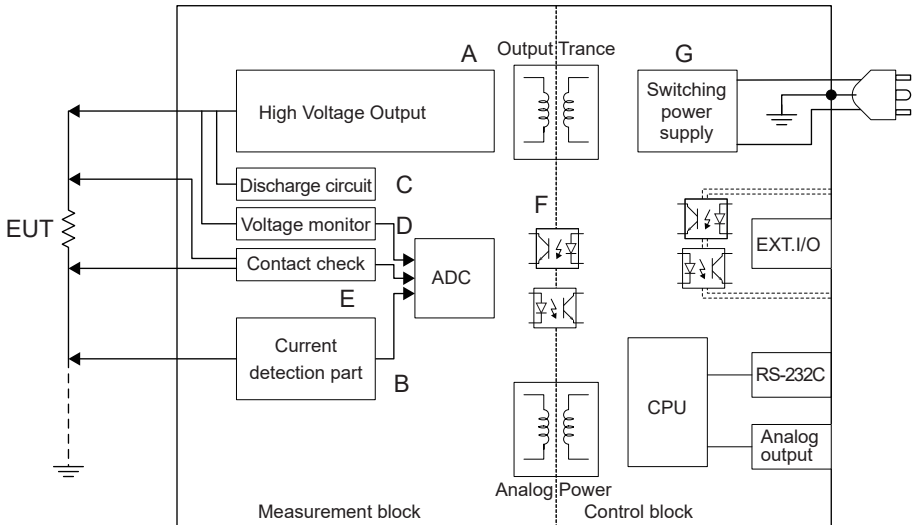 A
Output Trance
G
High Voltage Output
Switching
power
supply
Discharge circuit
C
Voltage monitor
D
F
EUT
Contact check
ADC
EXT.I/O
E
Current
detection part
B
CPU
RS-232C
Analog
output
Analog Power
Measurement block
Control block